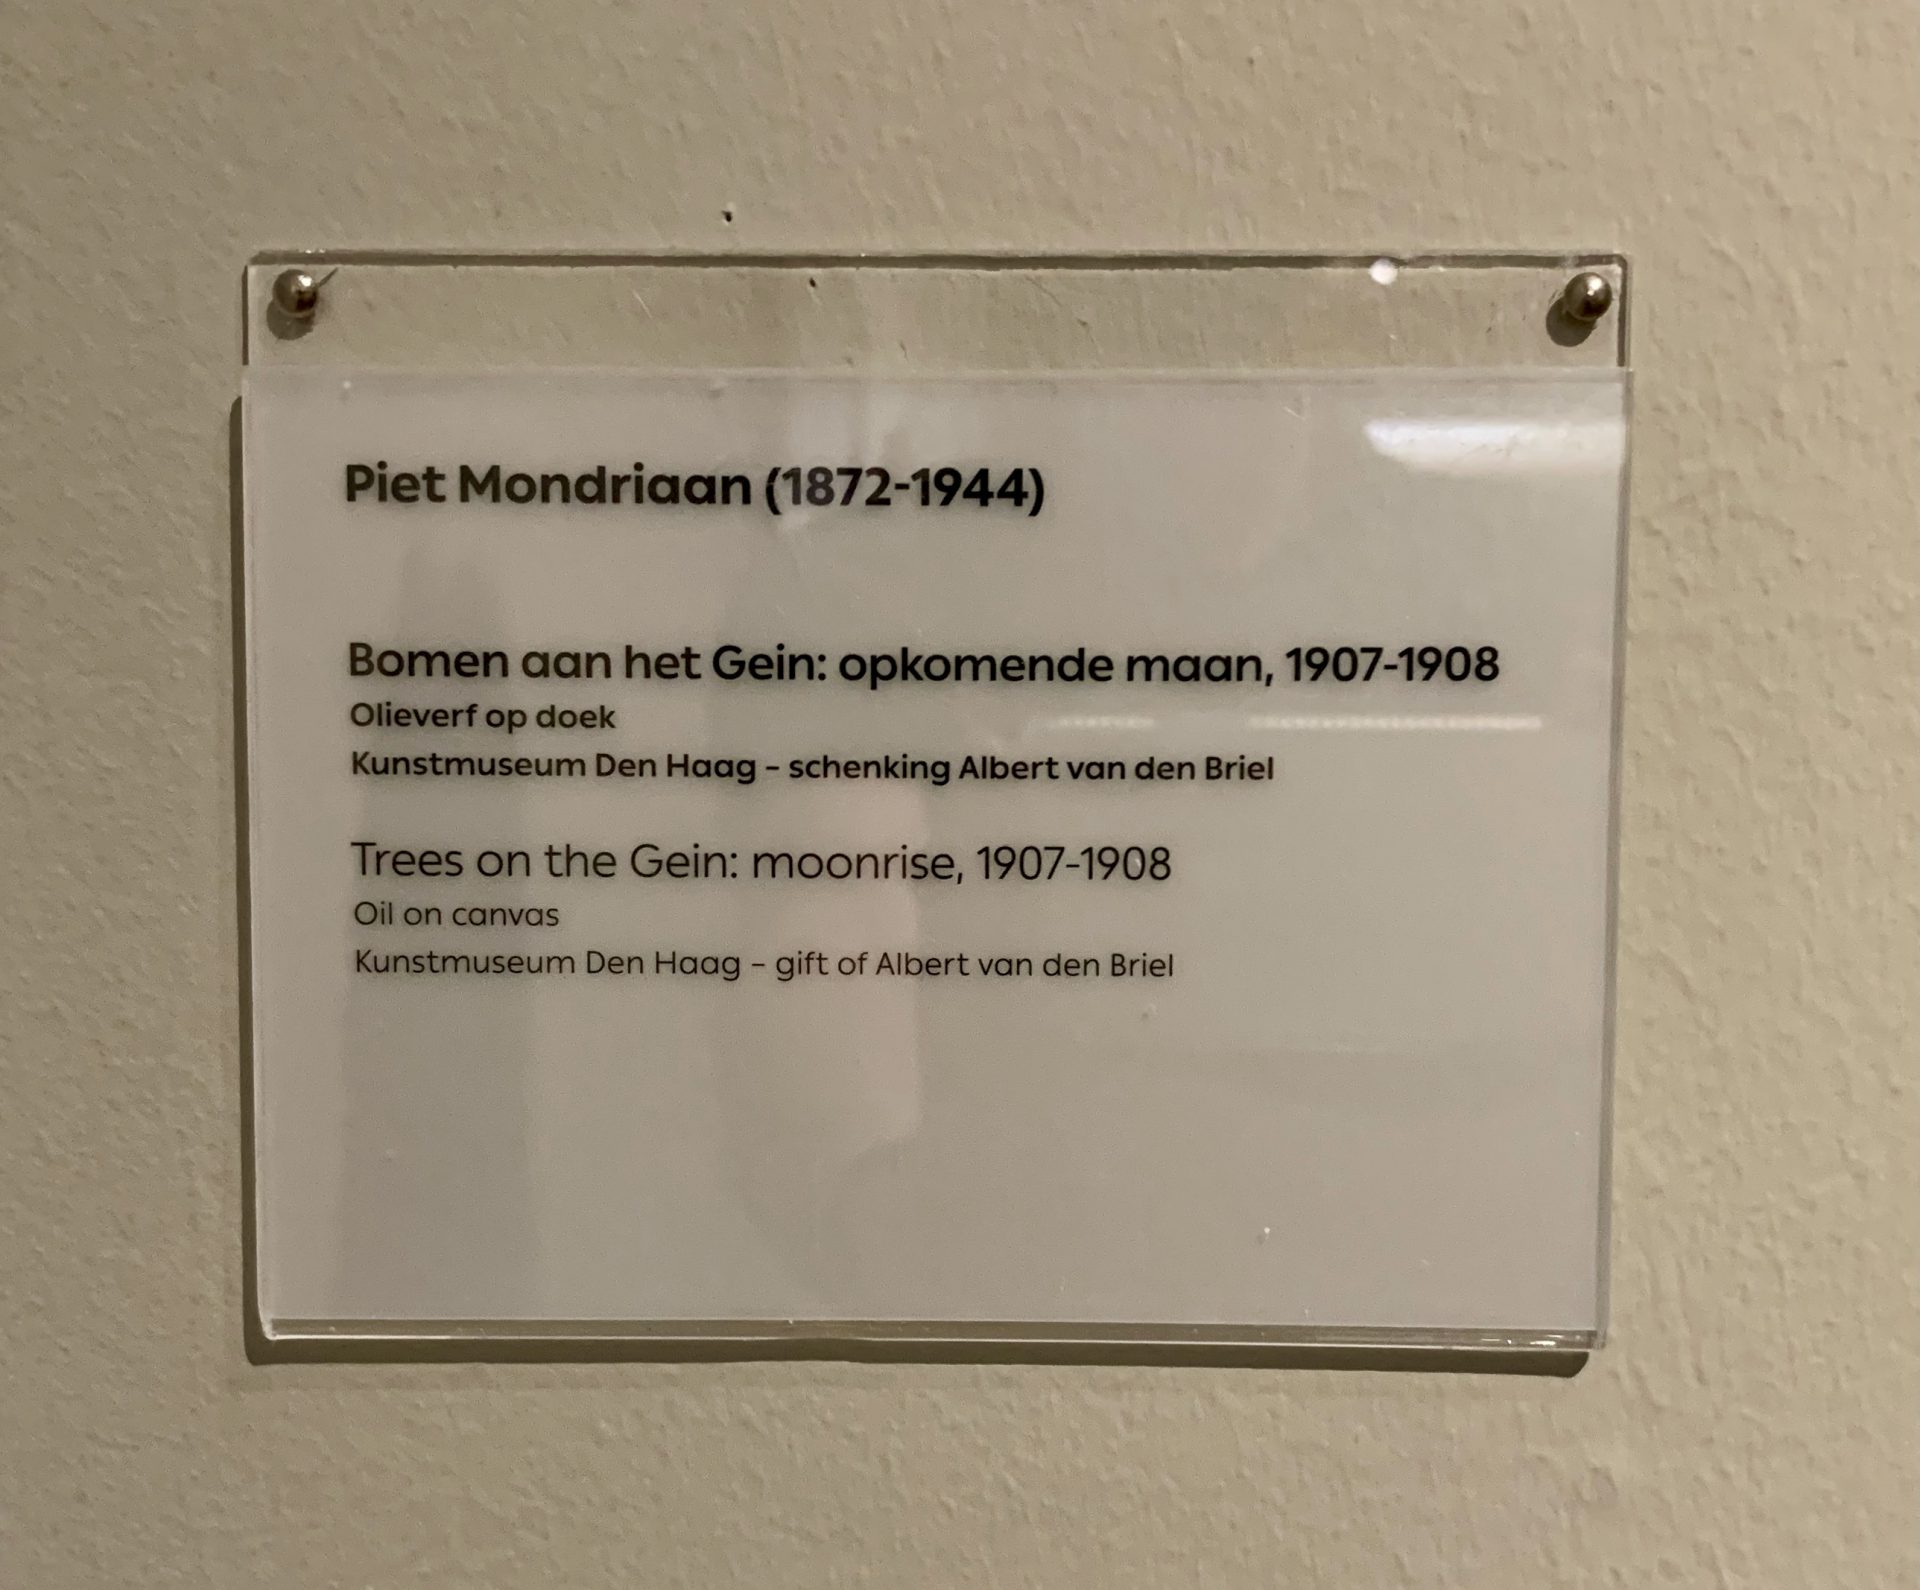 Piet Mondriaan (1872-1944)
Bomen aan het Gein: opkomende maan, 1907-1908
Olieverf op doek
Kunstmuseum Den Haag – schenking Albert van den Briel
Trees on the Gein: moonrise, 1907-1908
Oil on canvas
Kunstmuseum Den Haag – gift of Albert van den Briel